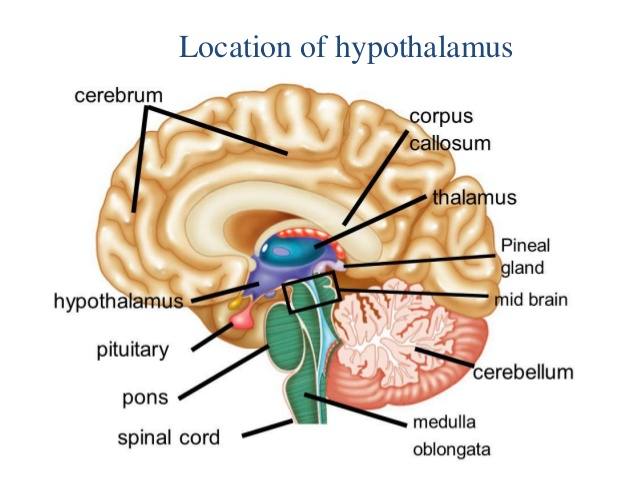 Location of hypothalamus
cerebrum
corpus
callosum
thalamus
Pineal
gland
hypothalamus
mid brain
pituitary
cerebellum
pons
medulla
oblongata
spinal cord